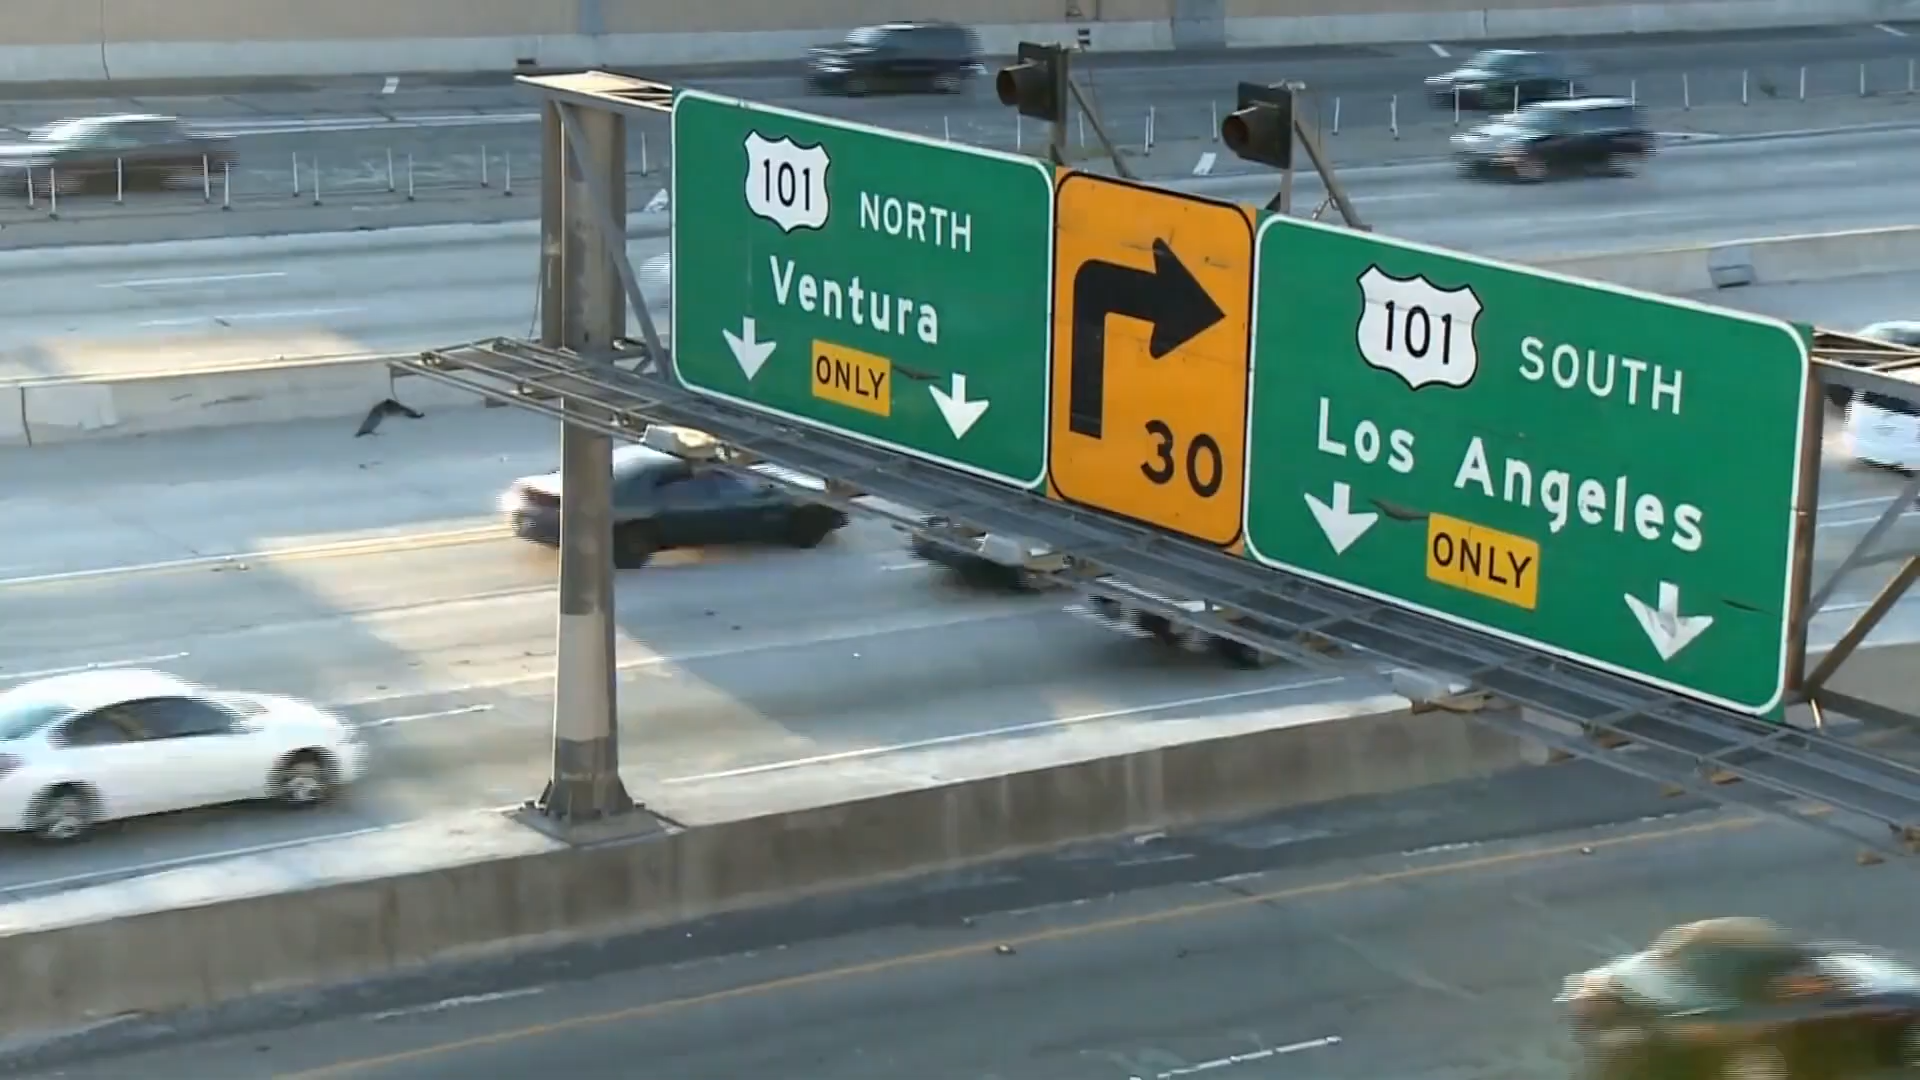 101 NORTH
Ventura
ONLY
30
101 SOUTH
Los Angeles
ONLY